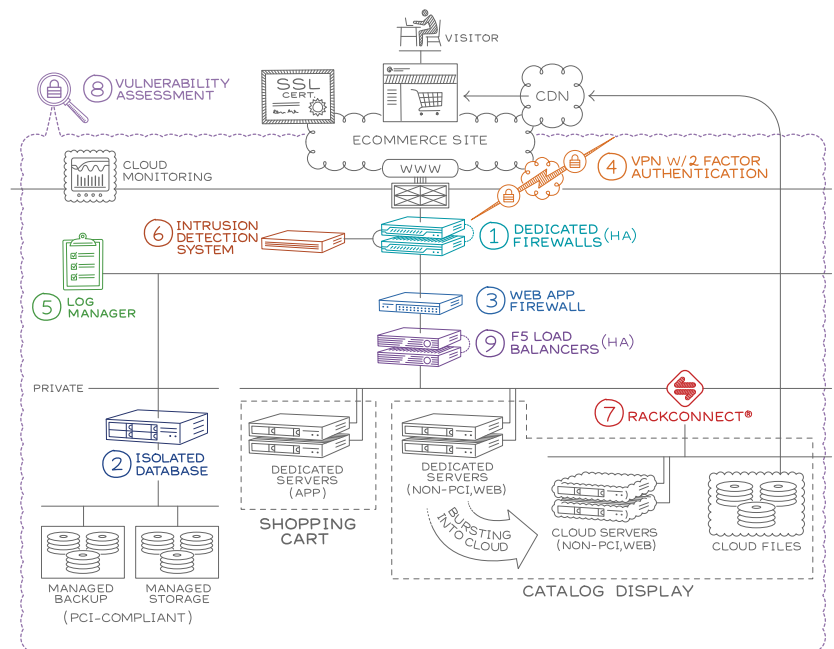 VISITOR
8 VULNERABILITY
ASSESSMENT
SSL
CERT.
CDN
ECOMMERCE SITE
WWW
CLOUD
MONITORING
4 VPN W/2 FACTOR
AUTHENTICATION
6 INTRUSION
DETECTION
SYSTEM
1 DEDICATED
FIREWALLS (HA)
5 LOG
MANAGER
3 WEB APP
FIREWALL
9 F5 LOAD
BALANCERS (HA)
PRIVATE
7 RACKCONNECT®
2 ISOLATED
DATABASE
DEDICATED
SERVERS
(APP)
DEDICATED
SERVERS
(NON-PCI,WEB)
SHOPPING
CART
BURSTING
INTO CLOUD
CLOUD SERVERS
(NON-PCI,WEB)
CLOUD FILES
CATALOG DISPLAY
MANAGED
BACKUP
MANAGED
STORAGE
(PCI-COMPLIANT)